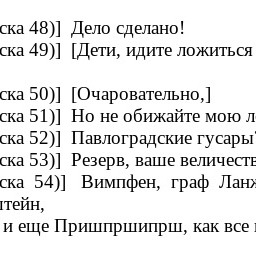 ска 48)] Дело сделано!
ска 49)] [Дети, идите ложиться
ска 50)] [Очаровательно,]
ска 51)] Но не обижайте мою л
ска 52)] Павлоградские гусары?
ска 53)] Резерв, ваше величеств
ска 54)] Вимпфен, граф Ланж
тейн,
и еще Пришпршипрш, как все